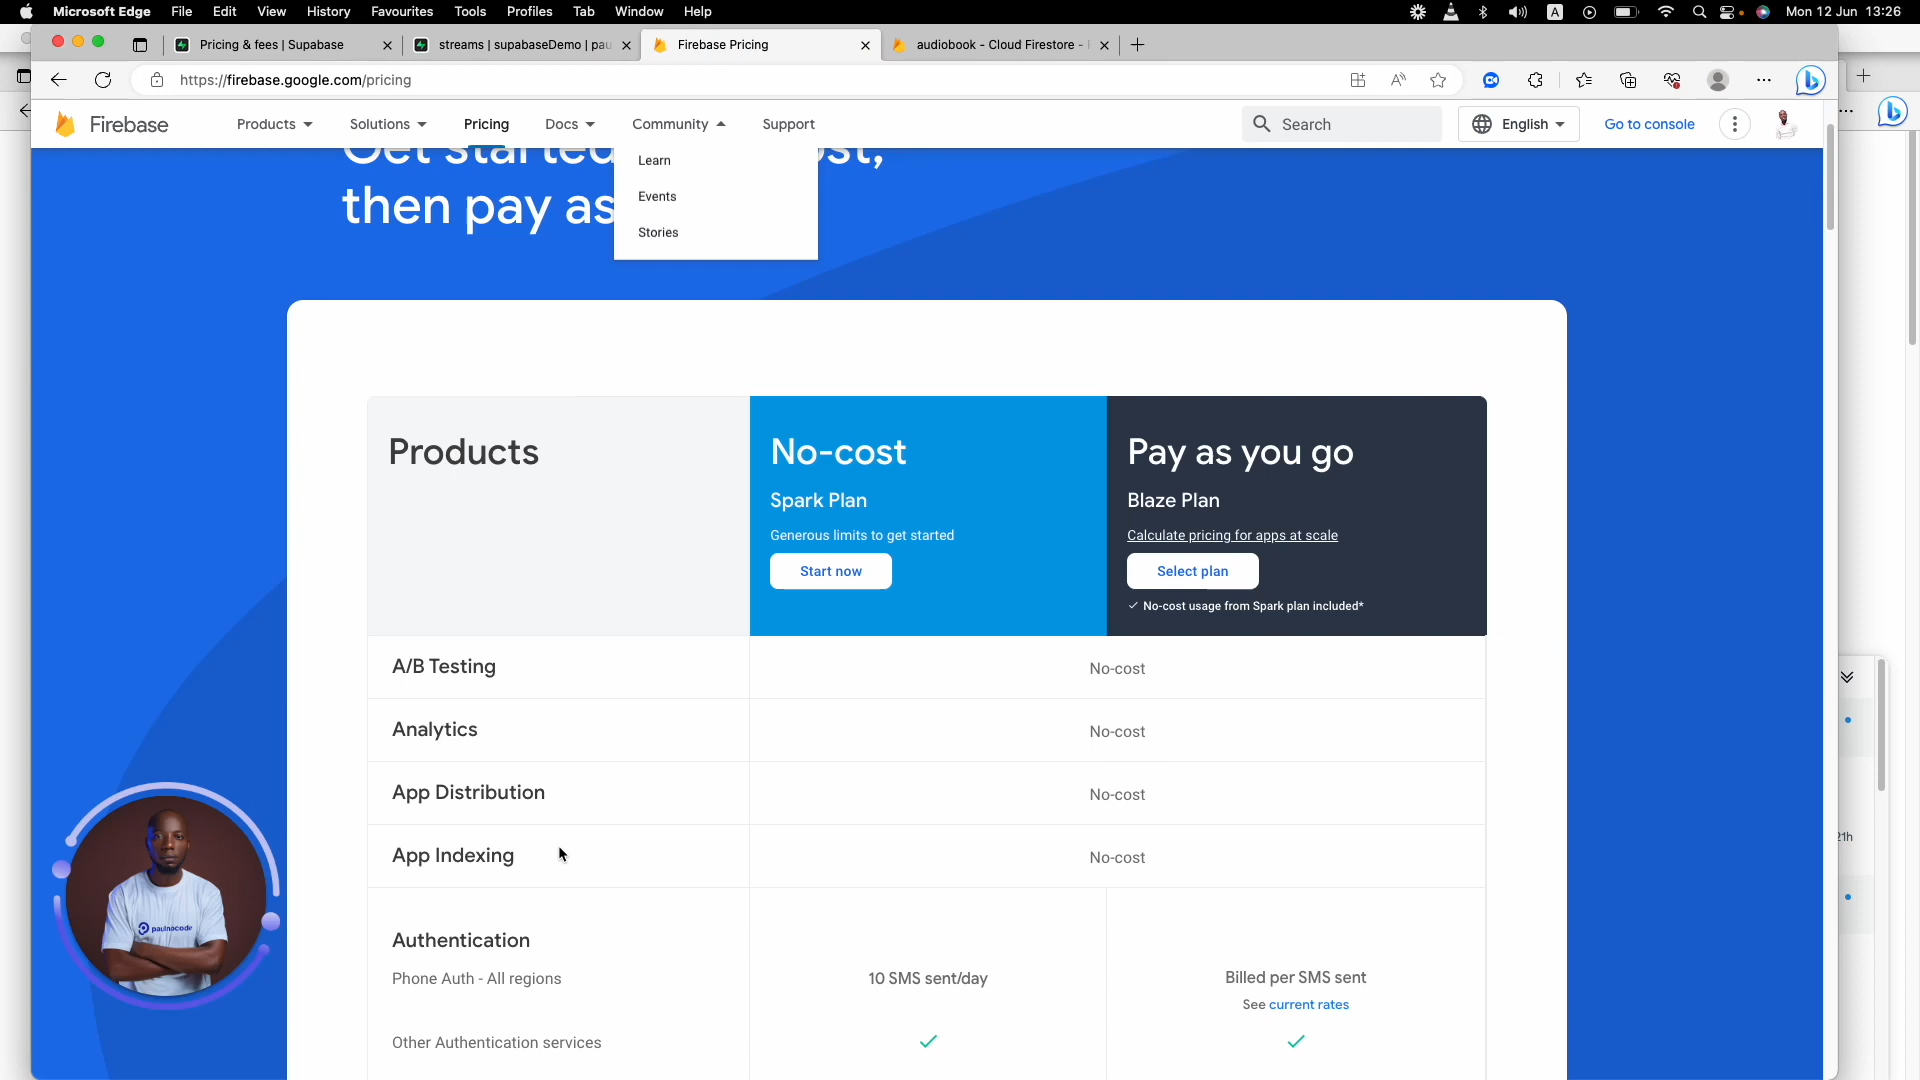 Microsoft Edge File Edit View History Favourites Tools Profiles Tab Window Help
A
Mon 12 Jun 13:26
Pricing & fees | Supabase
streams | supabaseDemo | pau
Firebase Pricing
audiobook - Cloud Firestore -
https://firebase.google.com/pricing
Firebase
Products
Solutions
Pricing
Docs
Community
Support
Search
English
Go to console
Learn
Events
Stories
then pay as
Products
No-cost
Spark Plan
Generous limits to get started
Start now
Pay as you go
Blaze Plan
Calculate pricing for apps at scale
Select plan
✓ No-cost usage from Spark plan included*
A/B Testing
No-cost
Analytics
No-cost
App Distribution
No-cost
App Indexing
No-cost
Authentication
Phone Auth - All regions
10 SMS sent/day
Billed per SMS sent
See current rates
Other Authentication services
paulnocode
21h